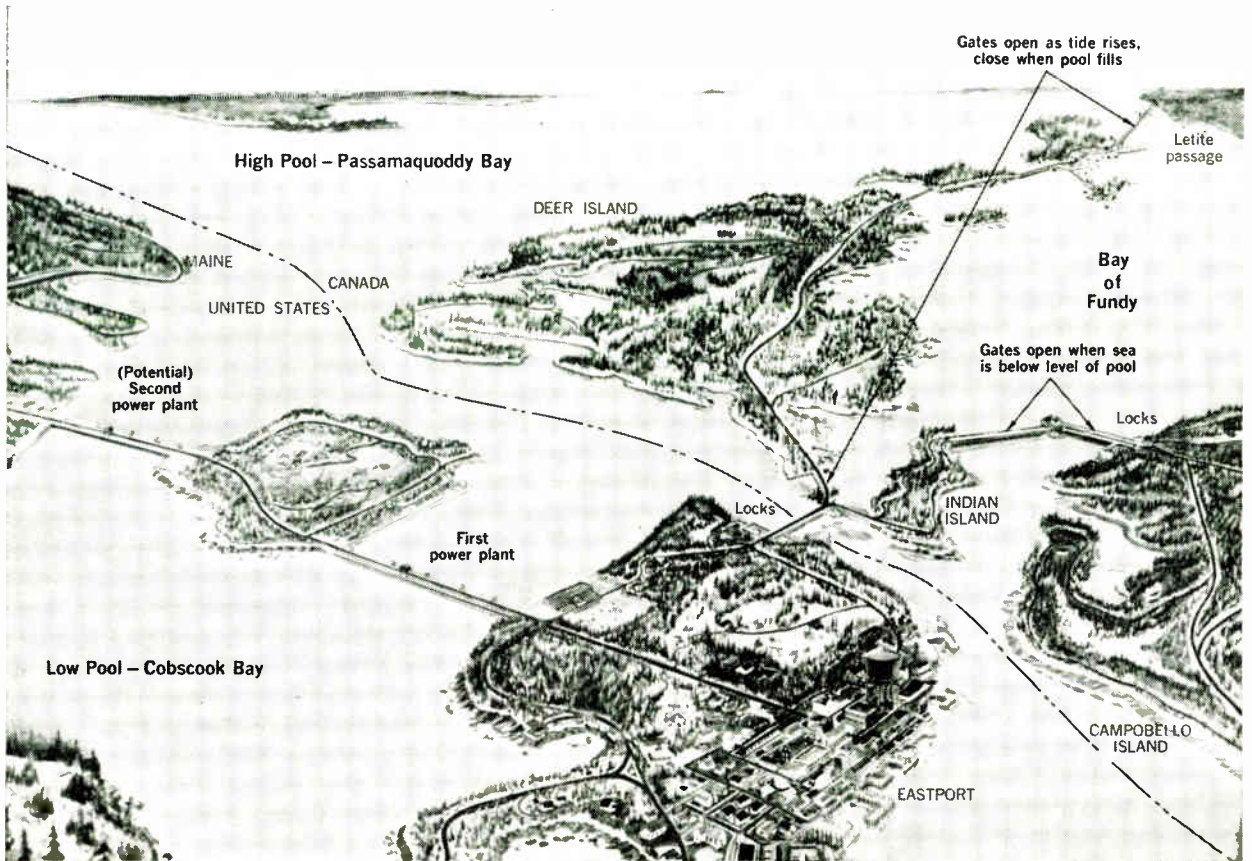 Gates open as tide rises,
close when pool fills
Letite
passage
High Pool – Passamaquoddy Bay
DEER ISLAND
MAINE
CANADA
UNITED STATES
Bay
of
Fundy
Gates open when sea
is below level of pool
(Potential)
Second
power plant
Locks
INDIAN
ISLAND
Locks
First
power plant
Low Pool – Cobscook Bay
CAMPOBELLO
ISLAND
EASTPORT